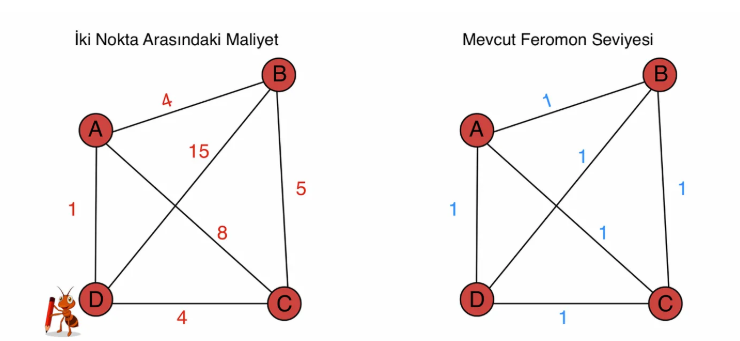 İki Nokta Arasındaki Maliyet
B
4
A
15
5
1
8
D
C
4
Mevcut Feromon Seviyesi
B
1
A
1
1
1
1
D
C
1